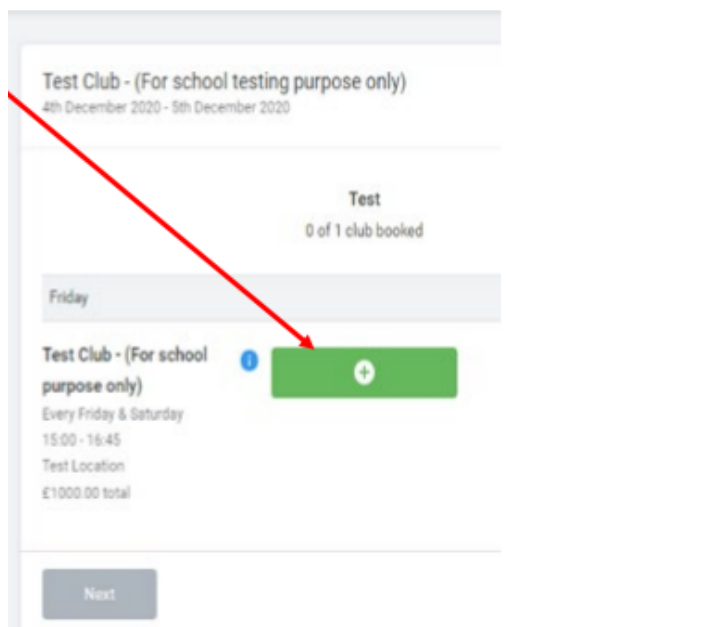 Test Club - (For school testing purpose only)
4th December 2020 - 5th December 2020
Test
0 of 1 club booked
Friday
Test Club - (For school
purpose only)
Every Friday & Saturday
15:00 - 16:45
Test Location
£1000.00 total
Next